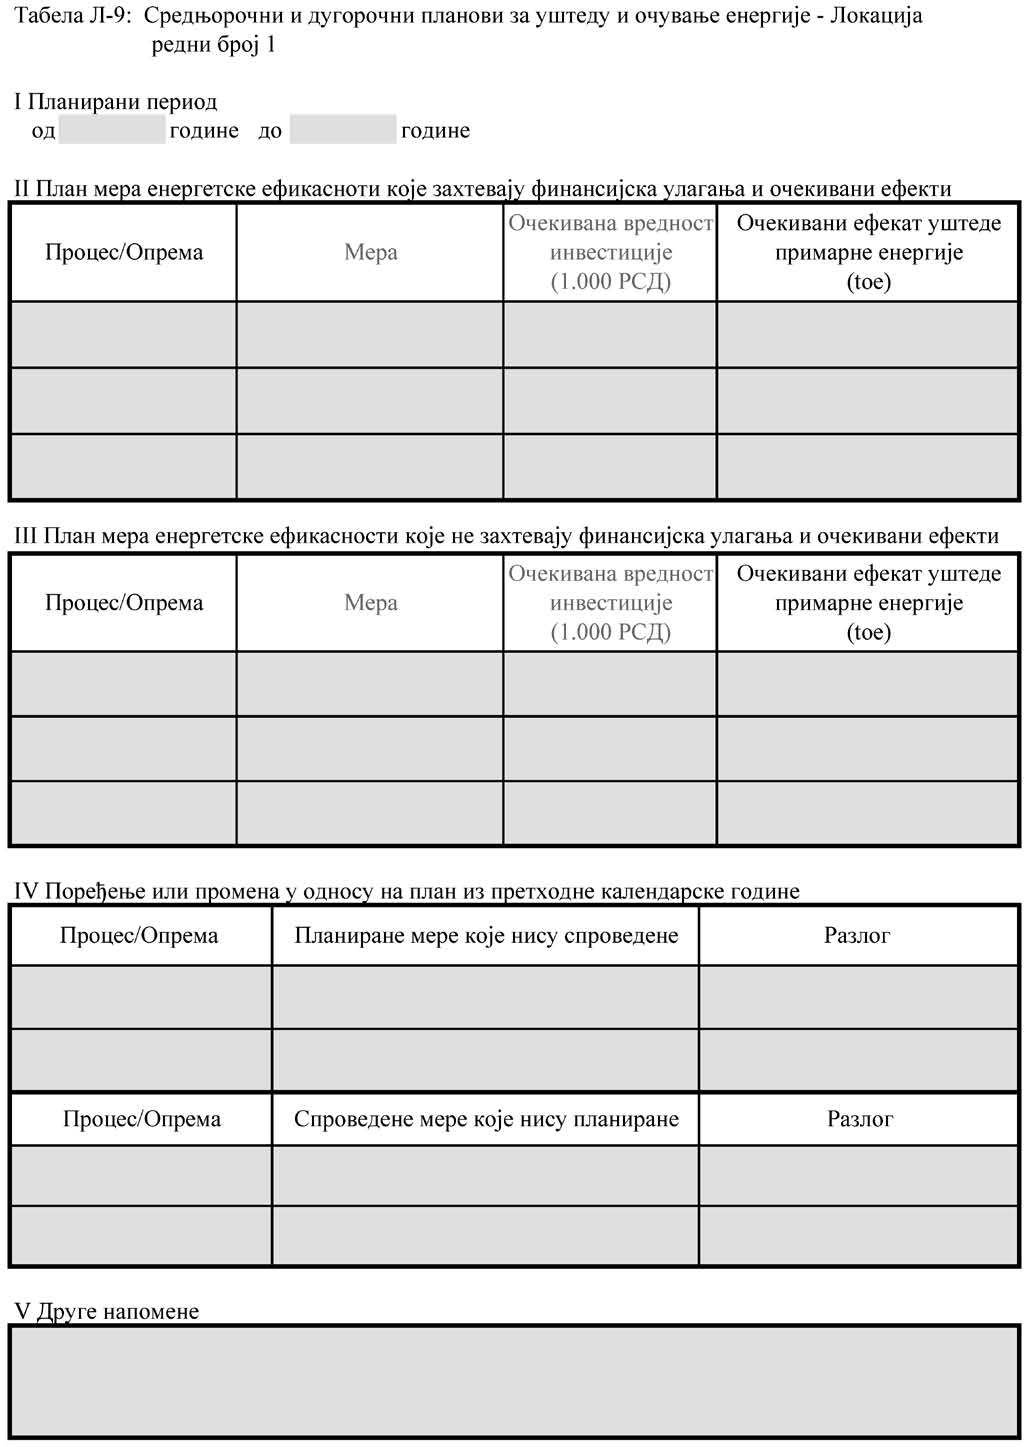 Табела Л-9: Средњорочни и дугорочни планови за уштеду и очување енергије - Локација
редни број 1
I Планирани период
од године до године
II План мера енергетске ефикасноти које захтевају финансијска улагања и очекивани ефекти
Процес/Опрема
Мера
Очекивана вредност
инвестиције
(1.000 РСД)
Очекивани ефекат уштеде
примарне енергије
(toe)
III План мера енергетске ефикасности које не захтевају финансијска улагања и очекивани ефекти
Процес/Опрема
Мера
Очекивана вредност
инвестиције
(1.000 РСД)
Очекивани ефекат уштеде
примарне енергије
(toe)
IV Поређење или промена у односу на план из претходне календарске године
Процес/Опрема
Планиране мере које нису спроведене
Разлог
Процес/Опрема
Спроведене мере које нису планиране
Разлог
V Друге напомене